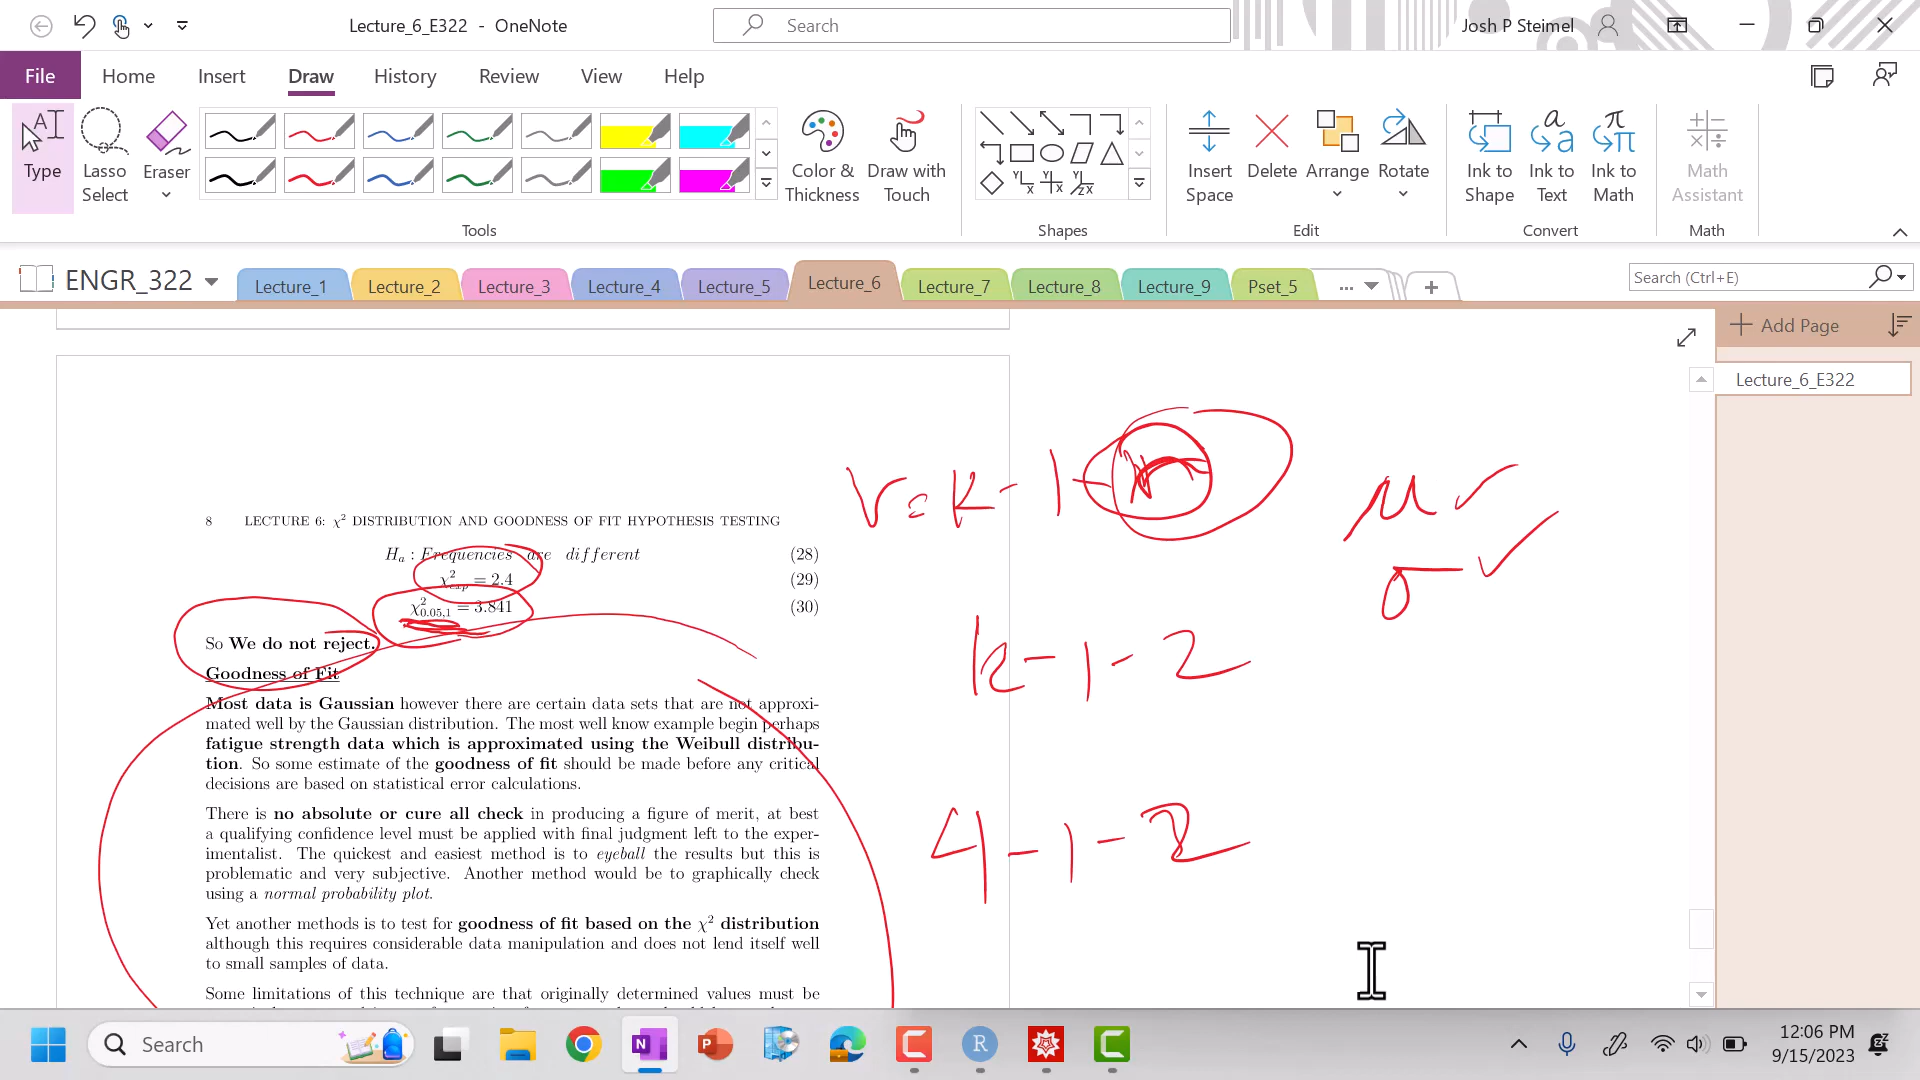 Lecture_6_E322 - OneNote
Search
Josh P Steimel
File
Home
Insert
Draw
History
Review
View
Help
Type
Lasso Select
Eraser
Color & Thickness
Draw with Touch
Insert Space
Delete
Arrange
Rotate
Ink to Shape
Ink to Text
Ink to Math
Math Assistant
Tools
Shapes
Edit
Convert
Math
ENGR_322
Lecture_1
Lecture_2
Lecture_3
Lecture_4
Lecture_5
Lecture_6
Lecture_7
Lecture_8
Lecture_9
Pset_5
...
Search (Ctrl+E)
Add Page
Lecture_6_E322
8 LECTURE 6: χ² DISTRIBUTION AND GOODNESS OF FIT HYPOTHESIS TESTING
Hₐ : Frequencies are different (28)
χ²exp = 2.4 (29)
χ²0.05,1 = 3.841 (30)
So We do not reject.
Goodness of Fit
Most data is Gaussian however there are certain data sets that are not approxi-
mated well by the Gaussian distribution. The most well know example begin perhaps
fatigue strength data which is approximated using the Weibull distribu-
tion. So some estimate of the goodness of fit should be made before any critical
decisions are based on statistical error calculations.
There is no absolute or cure all check in producing a figure of merit, at best
a qualifying confidence level must be applied with final judgment left to the exper-
imentalist. The quickest and easiest method is to eyeball the results but this is
problematic and very subjective. Another method would be to graphically check
using a normal probability plot.
Yet another methods is to test for goodness of fit based on the χ² distribution
although this requires considerable data manipulation and does not lend itself well
to small samples of data.
Some limitations of this technique are that originally determined values must be
ν = k - 1 -
μ ✓
σ ✓
k - 1 - 2
4 - 1 - 2
Search
12:06 PM
9/15/2023